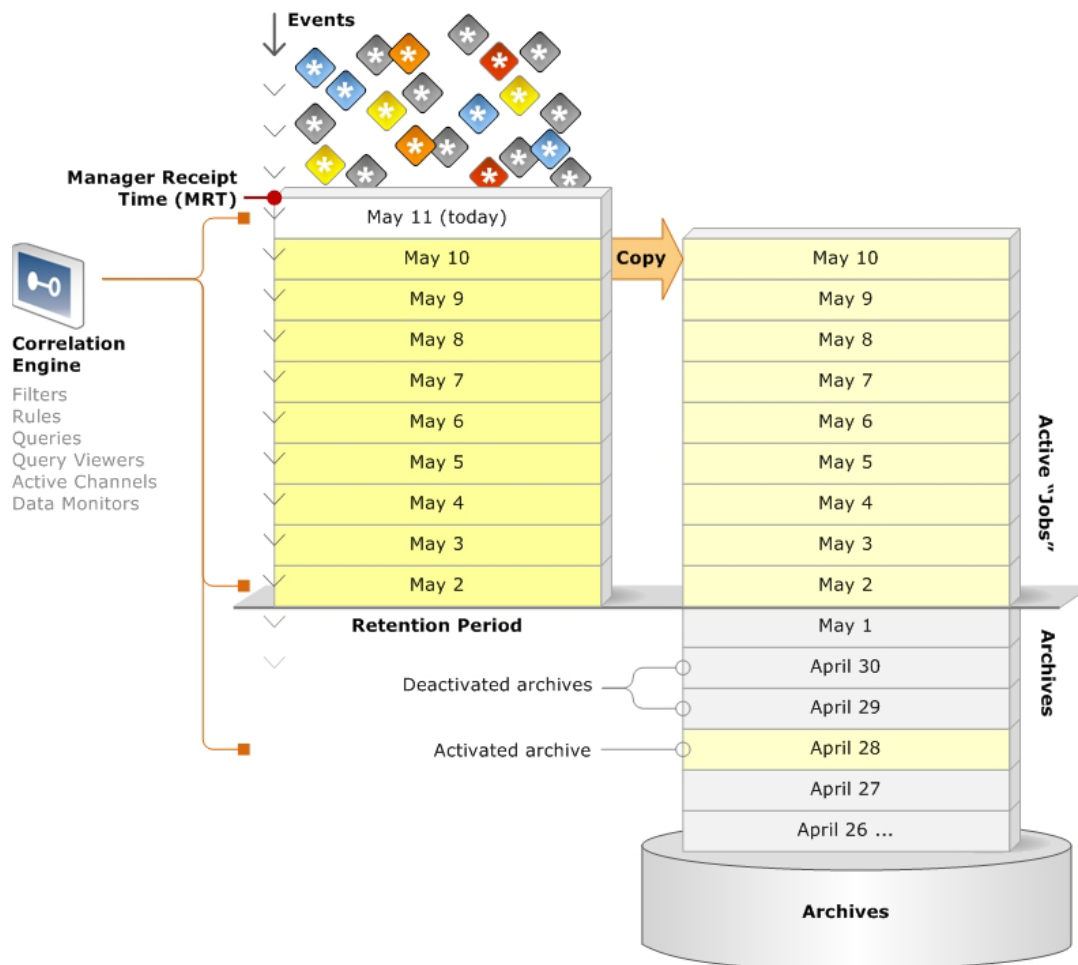 Events
Manager Receipt
Time (MRT)
May 11 (today)
May 10
May 9
May 8
May 7
May 6
May 5
May 4
May 3
May 2
Retention Period
Copy
Correlation
Engine
Filters
Rules
Queries
Query Viewers
Active Channels
Data Monitors
May 10
May 9
May 8
May 7
May 6
May 5
May 4
May 3
May 2
May 1
April 30
April 29
April 28
April 27
April 26 ...
Active “Jobs”
Archives
Deactivated archives
Activated archive
Archives